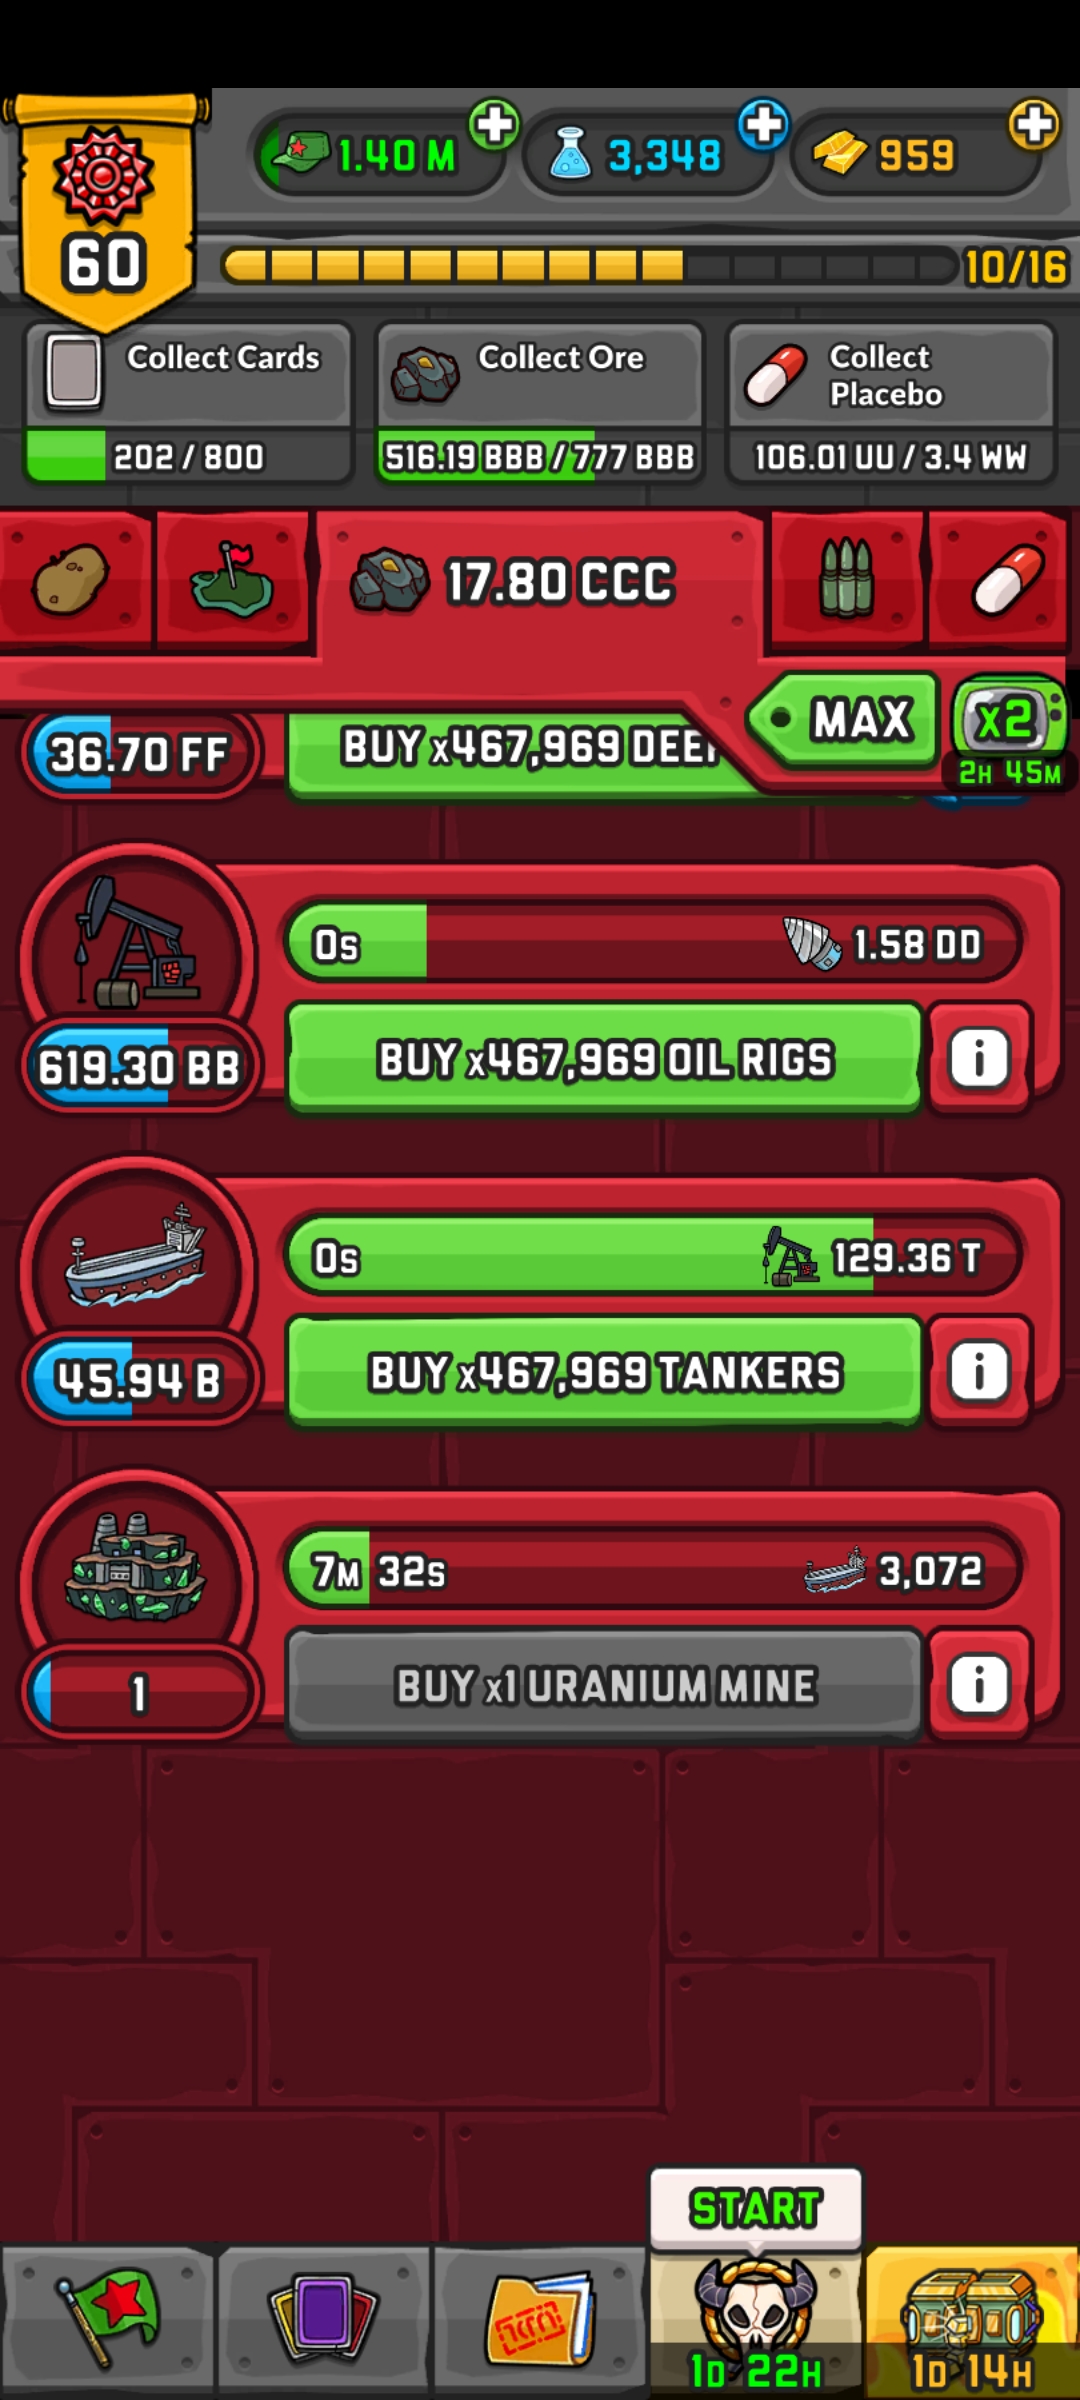 1.40 M
3,348
959
60
10/16
Collect Cards
202 / 800
Collect Ore
516.19 BBB / 777 BBB
Collect
Placebo
106.01 UU / 3.4 WW
17.80 CCC
MAX
x2
2H 45M
36.70 FF
BUY x467,969
0s
1.58 DD
619.30 BB
BUY x467,969 OIL RIGS
i
0s
129.36 T
45.94 B
BUY x467,969 TANKERS
i
7M 32s
3,072
1
BUY x1 URANIUM MINE
i
START
1D 22H
1D 14H